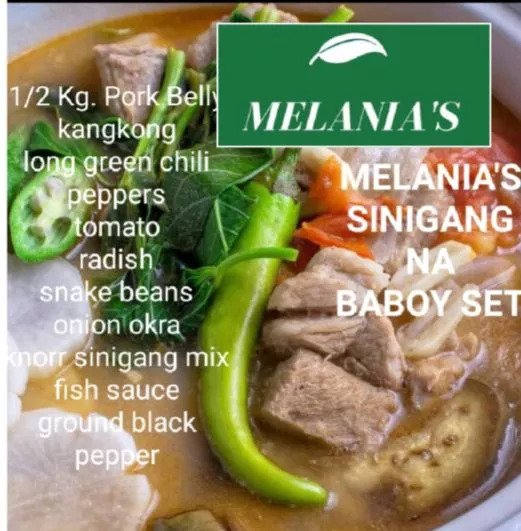 MELANIA'S
MELANIA'S
SINIGANG
NA
BABOY SET
1/2 Kg. Pork Belly
kangkong
long green chili
peppers
tomato
radish
snake beans
onion okra
knorr sinigang mix
fish sauce
ground black
pepper